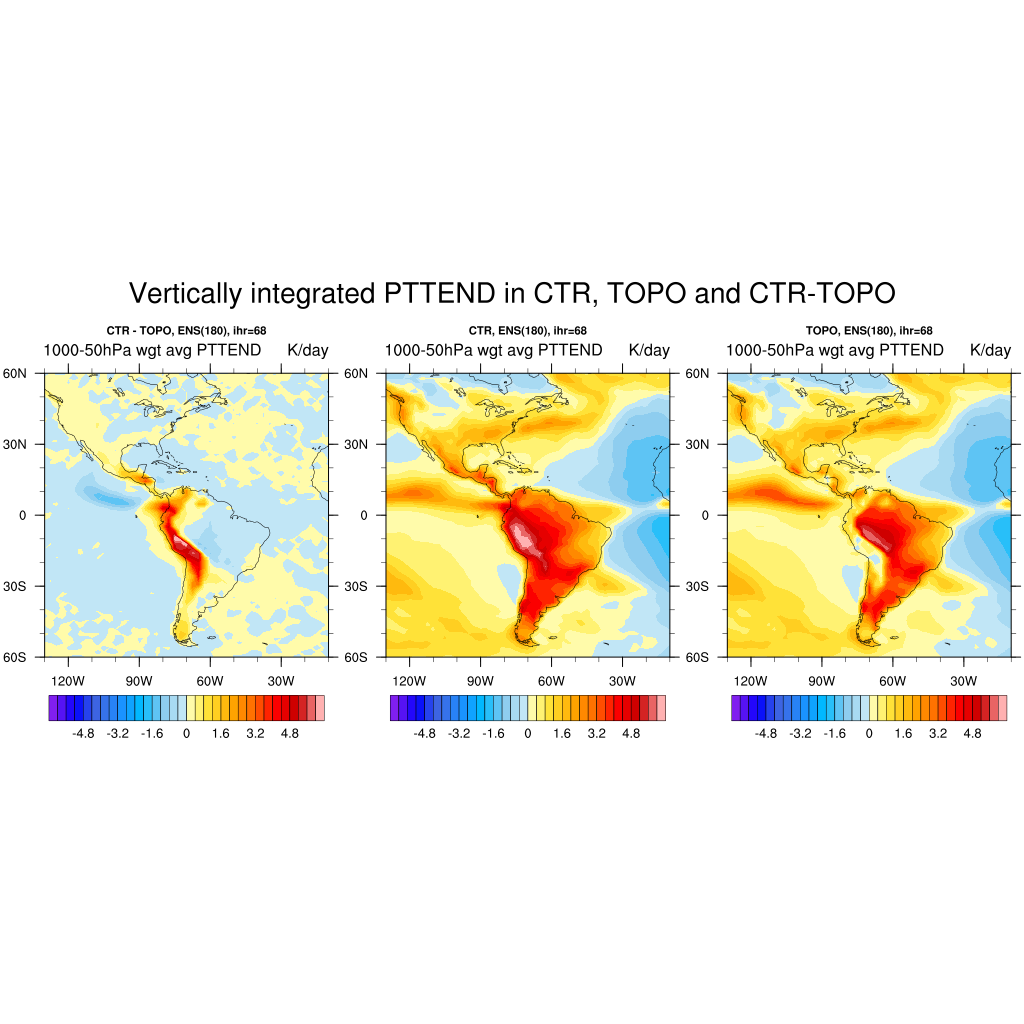 Vertically integrated PTTEND in CTR, TOPO and CTR-TOPO
CTR - TOPO, ENS(180), ihr=68
1000-50hPa wgt avg PTTEND K/day
60N
30N
0
30S
60S
120W 90W 60W 30W
-4.8 -3.2 -1.6 0 1.6 3.2 4.8
CTR, ENS(180), ihr=68
1000-50hPa wgt avg PTTEND K/day
60N
30N
0
30S
60S
120W 90W 60W 30W
-4.8 -3.2 -1.6 0 1.6 3.2 4.8
TOPO, ENS(180), ihr=68
1000-50hPa wgt avg PTTEND K/day
60N
30N
0
30S
60S
120W 90W 60W 30W
-4.8 -3.2 -1.6 0 1.6 3.2 4.8